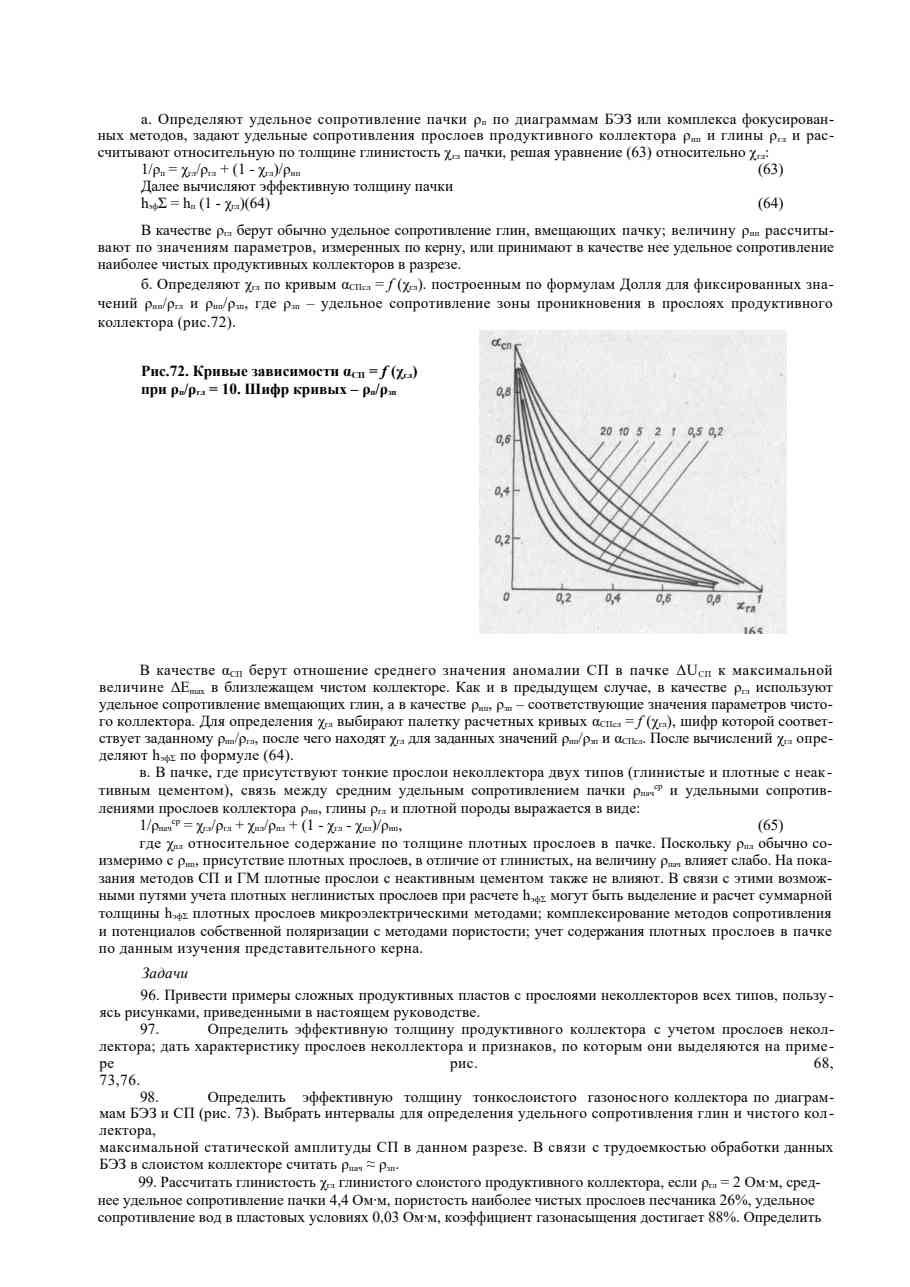 а. Определяют удельное сопротивление пачки ρп по диаграммам БЭЗ или комплекса фокусирован-
ных методов, задают удельные сопротивления прослоев продуктивного коллектора ρнп и глины ρгл и рас-
считывают относительную по толщине глинистость χгл пачки, решая уравнение (63) относительно χгл:
1/ρп = χгл/ρгл + (1 - χгл)/ρнп (63)
Далее вычисляют эффективную толщину пачки
hэфΣ = hп (1 - χгл)(64) (64)
В качестве ρгл берут обычно удельное сопротивление глин, вмещающих пачку; величину ρнп рассчиты-
вают по значениям параметров, измеренных по керну, или принимают в качестве нее удельное сопротивление
наиболее чистых продуктивных коллекторов в разрезе.
б. Определяют χгл по кривым αСПсл = f (χгл). построенным по формулам Долля для фиксированных зна-
чений ρнп/ρгл и ρнп/ρзп, где ρзп – удельное сопротивление зоны проникновения в прослоях продуктивного
коллектора (рис.72).
Рис.72. Кривые зависимости αСП = f (χгл)
при ρп/ρгл = 10. Шифр кривых – ρп/ρзп
αСП
0,8
20 10 5 2 1 0,5 0,2
0,6
0,4
0,2
0 0,2 0,4 0,6 0,8 1
χгл
165
В качестве αСП берут отношение среднего значения аномалии СП в пачке ΔUСП к максимальной
величине ΔEmax в близлежащем чистом коллекторе. Как и в предыдущем случае, в качестве ρгл используют
удельное сопротивление вмещающих глин, а в качестве ρнп, ρзп – соответствующие значения параметров чисто-
го коллектора. Для определения χгл выбирают палетку расчетных кривых αСПсл = f (χгл), шифр которой соответ-
ствует заданному ρнп/ρгл, после чего находят χгл для заданных значений ρнп/ρзп и αСПсл. После вычислений χгл опре-
деляют hэфΣ по формуле (64).
в. В пачке, где присутствуют тонкие прослои неколлектора двух типов (глинистые и плотные с неак-
тивным цементом), связь между средним удельным сопротивлением пачки ρпачср и удельными сопротив-
лениями прослоев коллектора ρнп, глины ρгл и плотной породы выражается в виде:
1/ρпачср = χгл/ρгл + χпл/ρпл + (1 - χгл - χпл)/ρнп, (65)
где χпл относительное содержание по толщине плотных прослоев в пачке. Поскольку ρпл обычно со-
измеримо с ρнп, присутствие плотных прослоев, в отличие от глинистых, на величину ρпач влияет слабо. На пока-
зания методов СП и ГМ плотные прослои с неактивным цементом также не влияют. В связи с этими возмож-
ными путями учета плотных неглинистых прослоев при расчете hэфΣ могут быть выделение и расчет суммарной
толщины hэфΣ плотных прослоев микроэлектрическими методами; комплексирование методов сопротивления
и потенциалов собственной поляризации с методами пористости; учет содержания плотных прослоев в пачке
по данным изучения представительного керна.
Задачи
96. Привести примеры сложных продуктивных пластов с прослоями неколлекторов всех типов, пользу-
ясь рисунками, приведенными в настоящем руководстве.
97. Определить эффективную толщину продуктивного коллектора с учетом прослоев некол-
лектора; дать характеристику прослоев неколлектора и признаков, по которым они выделяются на приме-
ре рис. 68,
73,76.
98. Определить эффективную толщину тонкослоистого газоносного коллектора по диаграм-
мам БЭЗ и СП (рис. 73). Выбрать интервалы для определения удельного сопротивления глин и чистого кол-
лектора,
максимальной статической амплитуды СП в данном разрезе. В связи с трудоемкостью обработки данных
БЭЗ в слоистом коллекторе считать ρпач ≈ ρзп.
99. Рассчитать глинистость χгл глинистого слоистого продуктивного коллектора, если ρгл = 2 Ом·м, сред-
нее удельное сопротивление пачки 4,4 Ом·м, пористость наиболее чистых прослоев песчаника 26%, удельное
сопротивление вод в пластовых условиях 0,03 Ом·м, коэффициент газонасыщения достигает 88%. Определить